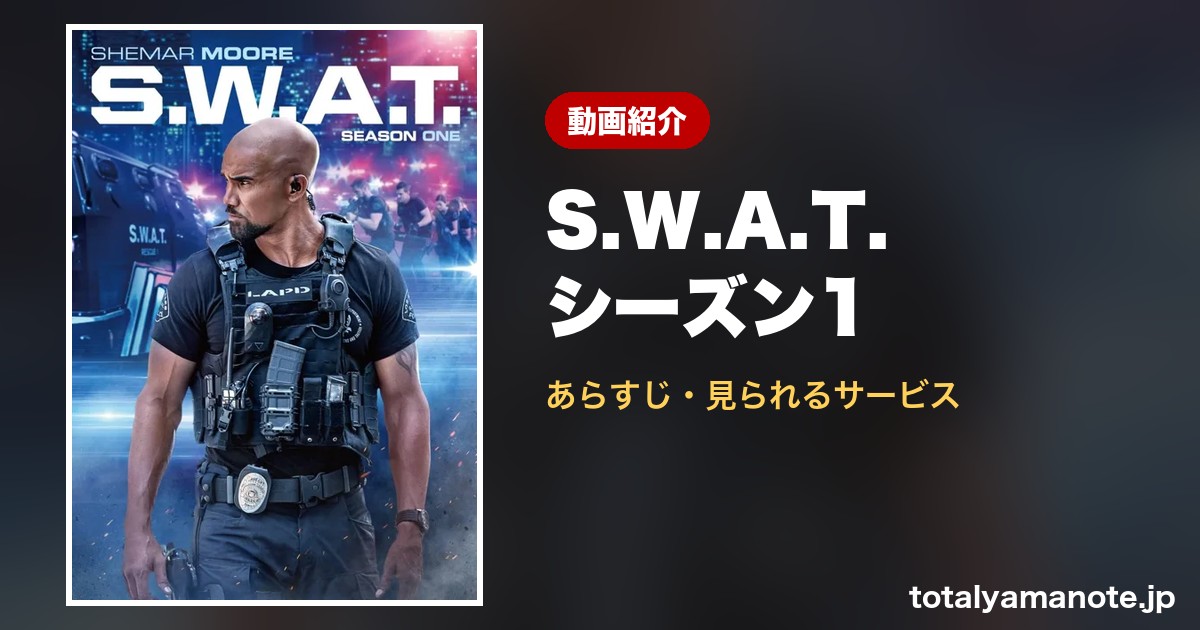 SHEMAR MOORE
S.W.A.T.
SEASON ONE
S.W.A.T.
LAPD
動画紹介
S.W.A.T.
シーズン1
あらすじ・見られるサービス
totalyamanote.jp